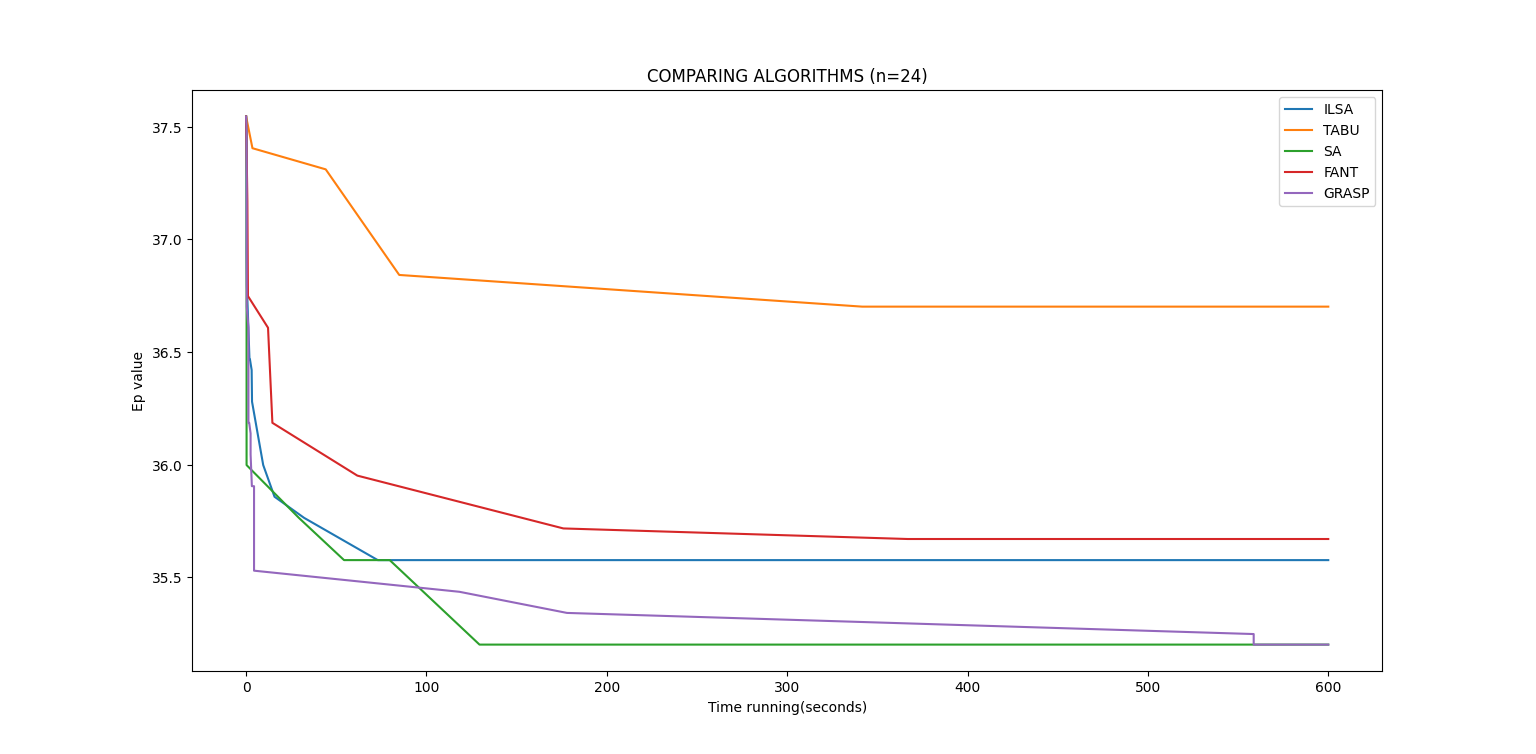 COMPARING ALGORITHMS (n=24)
ILSA
TABU
SA
FANT
GRASP
37.5
37.0
36.5
36.0
35.5
Ep value
0 100 200 300 400 500 600
Time running(seconds)